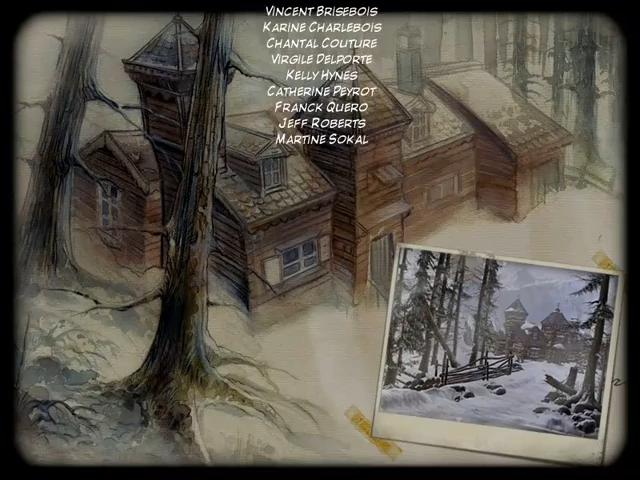 Vincent Brisebois
Karine Charlebois
Chantal Couture
Virgile Delporte
Kelly Hynes
Catherine Peyrot
Franck Quero
Jeff Roberts
Martine Sokal